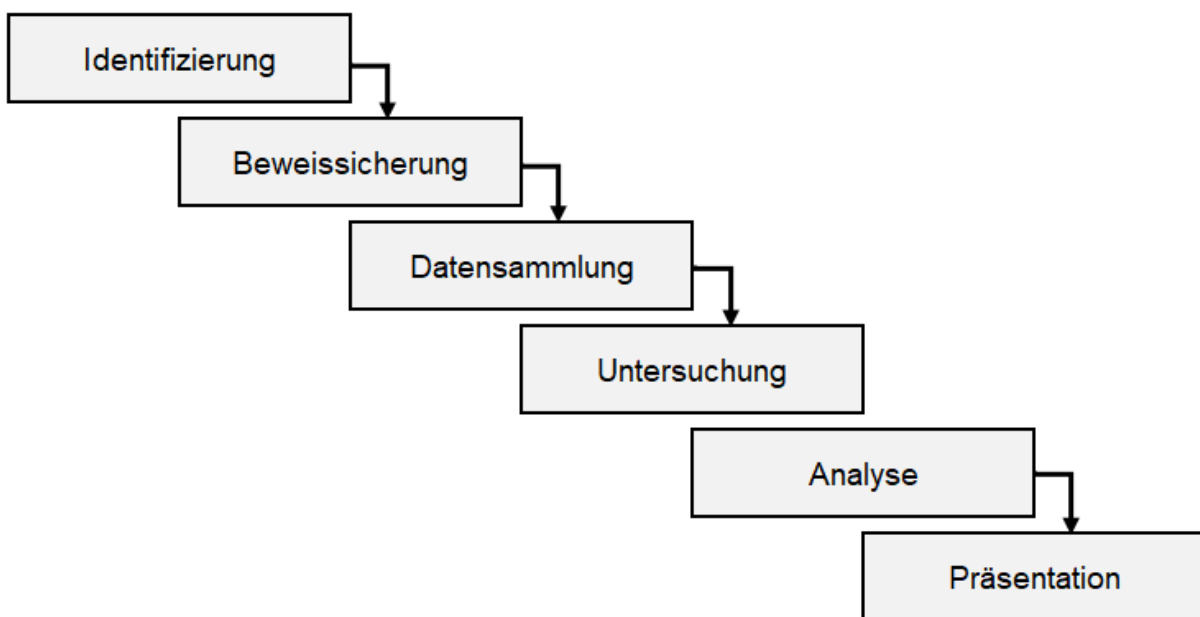 Identifizierung
Beweissicherung
Datensammlung
Untersuchung
Analyse
Präsentation